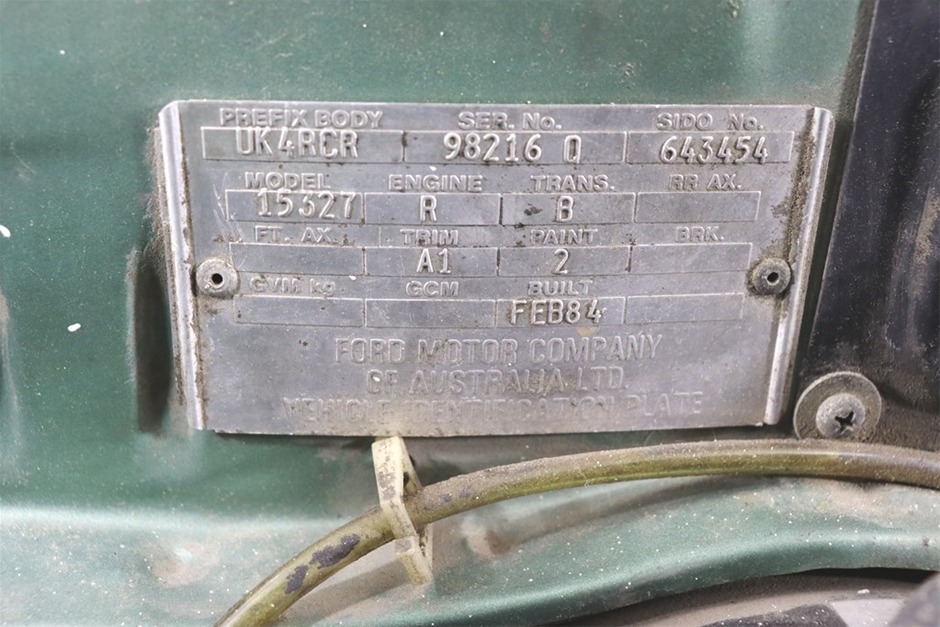 PREFIX BODY SER. No. SIDO No.
UK4RCR 98216 Q 643454
MODEL ENGINE TRANS. RR AX.
15327 R B
FT. AX. TRIM PAINT BRK.
A1 2
GVM kg GCM BUILT
FEB84
FORD MOTOR COMPANY
OF AUSTRALIA LTD.
VEHICLE IDENTIFICATION PLATE